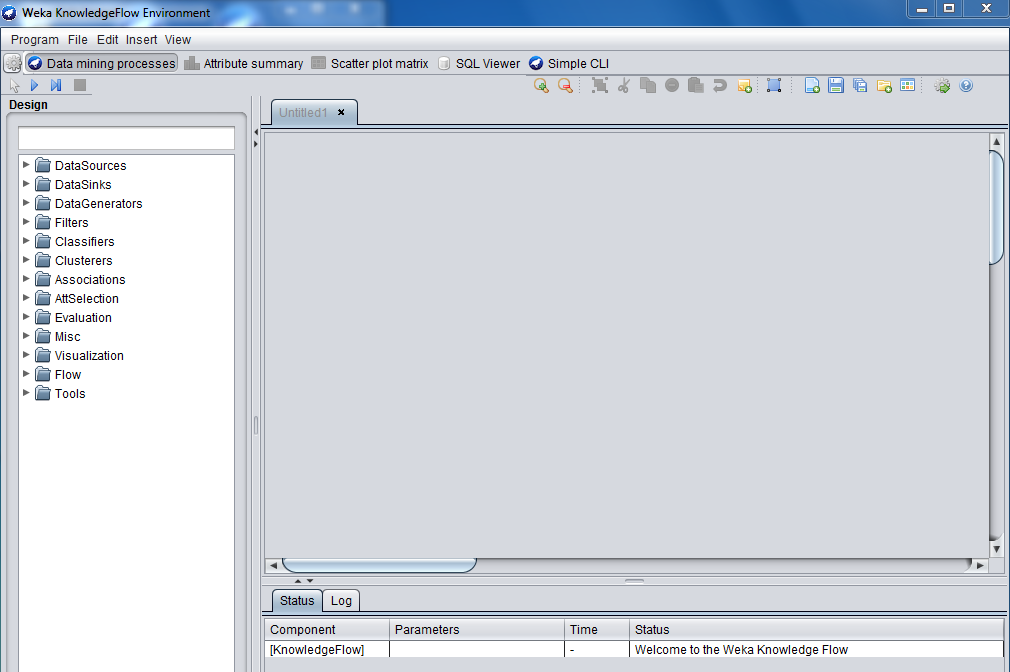 Weka KnowledgeFlow Environment
Program File Edit Insert View
Data mining processes Attribute summary Scatter plot matrix SQL Viewer Simple CLI
Design
Untitled1
DataSources
DataSinks
DataGenerators
Filters
Classifiers
Clusterers
Associations
AttSelection
Evaluation
Misc
Visualization
Flow
Tools
Status Log
Component Parameters Time Status
[KnowledgeFlow] - Welcome to the Weka Knowledge Flow